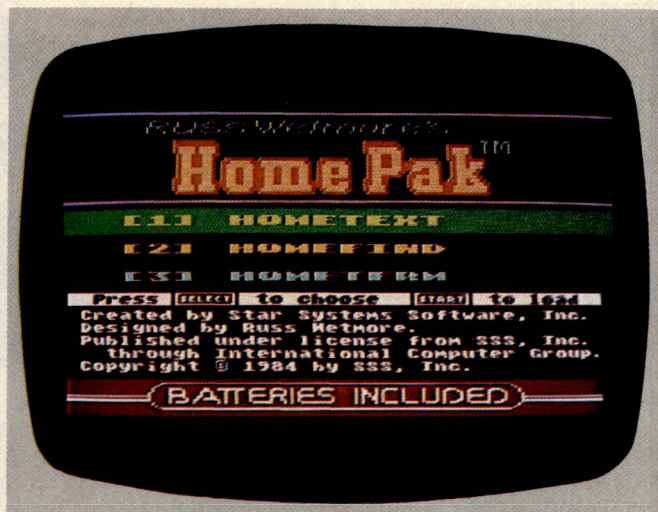 Russ Wetmore's
HomePak™
[1] HOMETEXT
[2] HOMEFIND
[3] HOMETERM
Press SELECT to choose START to load
Created by Star Systems Software, Inc.
Designed by Russ Wetmore.
Published under license from SSS, Inc.
through International Computer Group.
Copyright © 1984 by SSS, Inc.
BATTERIES INCLUDED